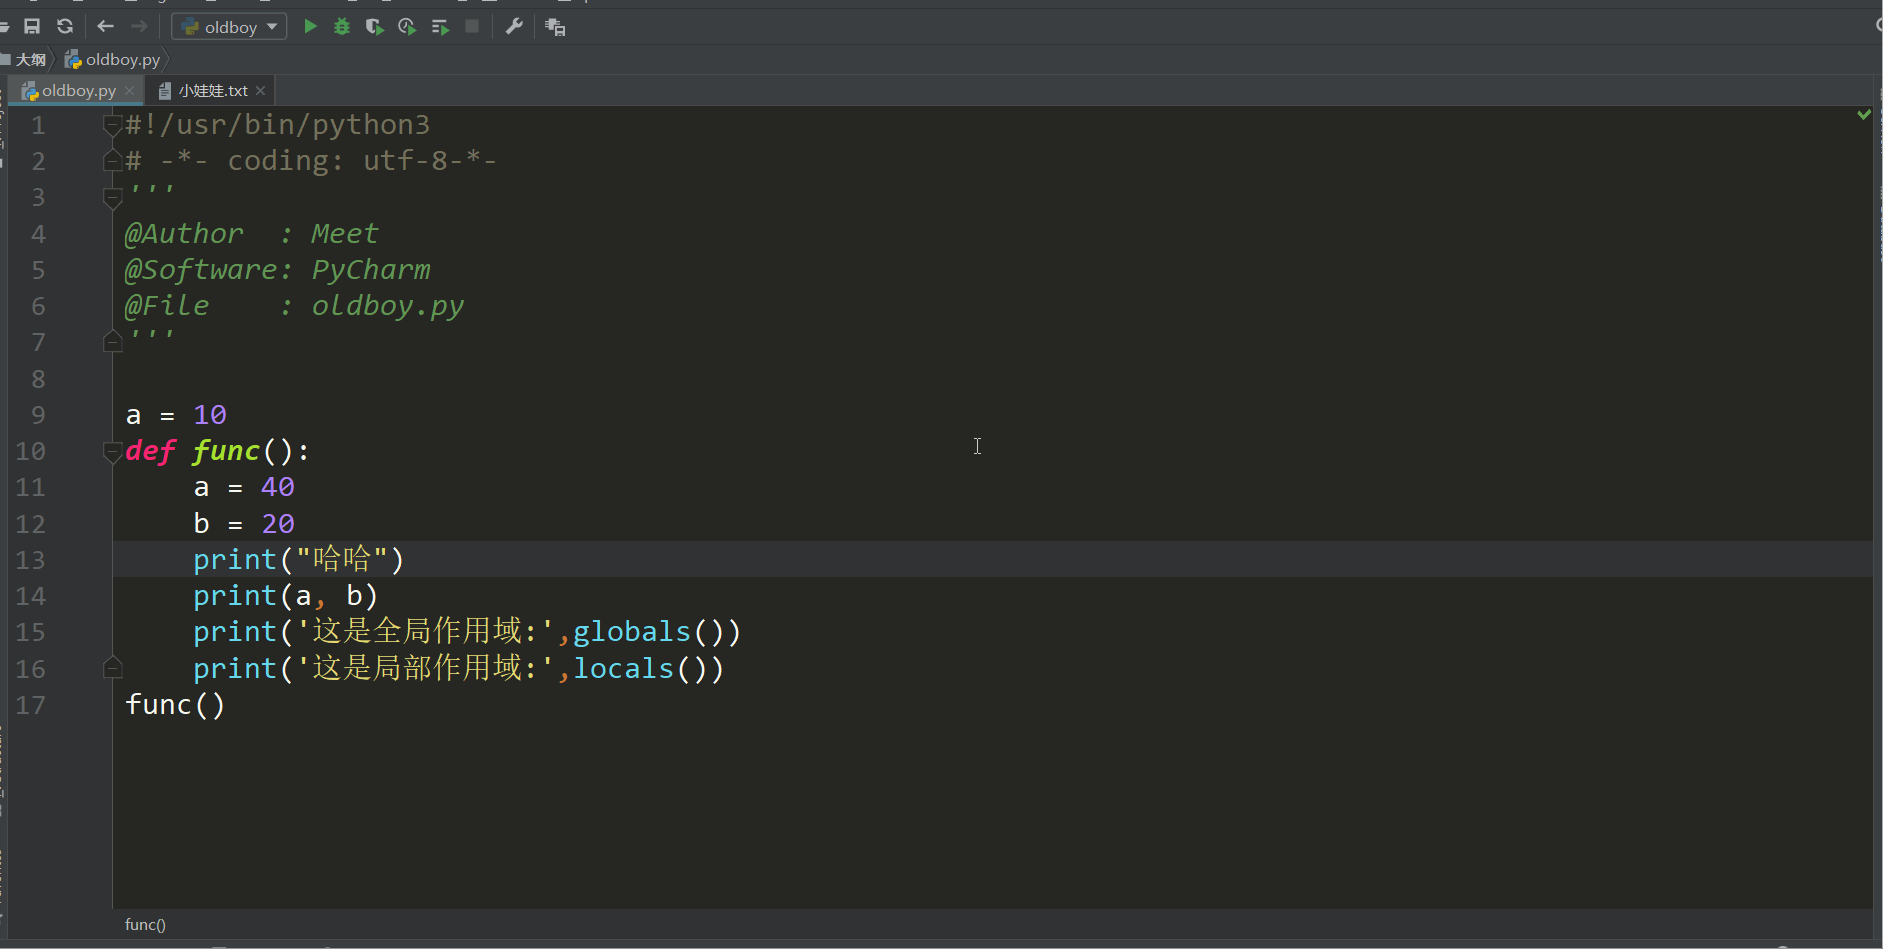 oldboy
大纲 oldboy.py
oldboy.py 小娃娃.txt
1 #!/usr/bin/python3
2 # -*- coding: utf-8-*-
3 '''
4 @Author  : Meet
5 @Software: PyCharm
6 @File    : oldboy.py
7 '''
8
9 a = 10
10 def func():
11     a = 40
12     b = 20
13     print("哈哈")
14     print(a, b)
15     print('这是全局作用域:',globals())
16     print('这是局部作用域:',locals())
17 func()
func()